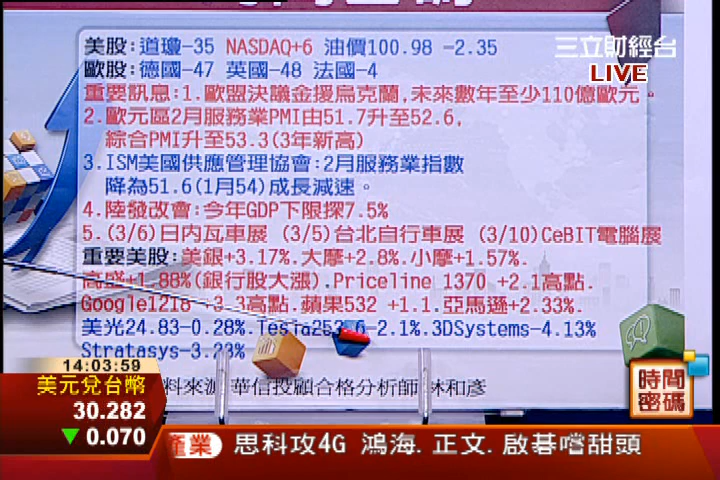 美股:道瓊-35 NASDAQ+6 油價100.98 -2.35
三立財經台
LIVE
歐股:德國-47 英國-48 法國-4
重要訊息:1.歐盟決議金援烏克蘭,未來數年至少110億歐元。
2.歐元區2月服務業PMI由51.7升至52.6,
綜合PMI升至53.3(3年新高)
3.ISM美國供應管理協會:2月服務業指數
降為51.6(1月54)成長減速。
4.陸發改會:今年GDP下限探7.5%
5.(3/6)日內瓦車展 (3/5)台北自行車展 (3/10)CeBIT電腦展
重要美股:美銀+3.17%.大摩+2.8%.小摩+1.57%.
高盛+1.88%(銀行股大漲).Priceline 1370 +2.1高點.
Google1218 +3.3高點.蘋果532 +1.1.亞馬遜+2.33%.
美光24.83-0.28%.Tesla253.6-2.1%.3DSystems-4.13%
Stratasys-3.23%
14:03:59
美元兌台幣
30.282
▼0.070
料來源 華信投顧合格分析師 林和彥
時間密碼
產業 思科攻4G 鴻海.正文.啟碁嚐甜頭